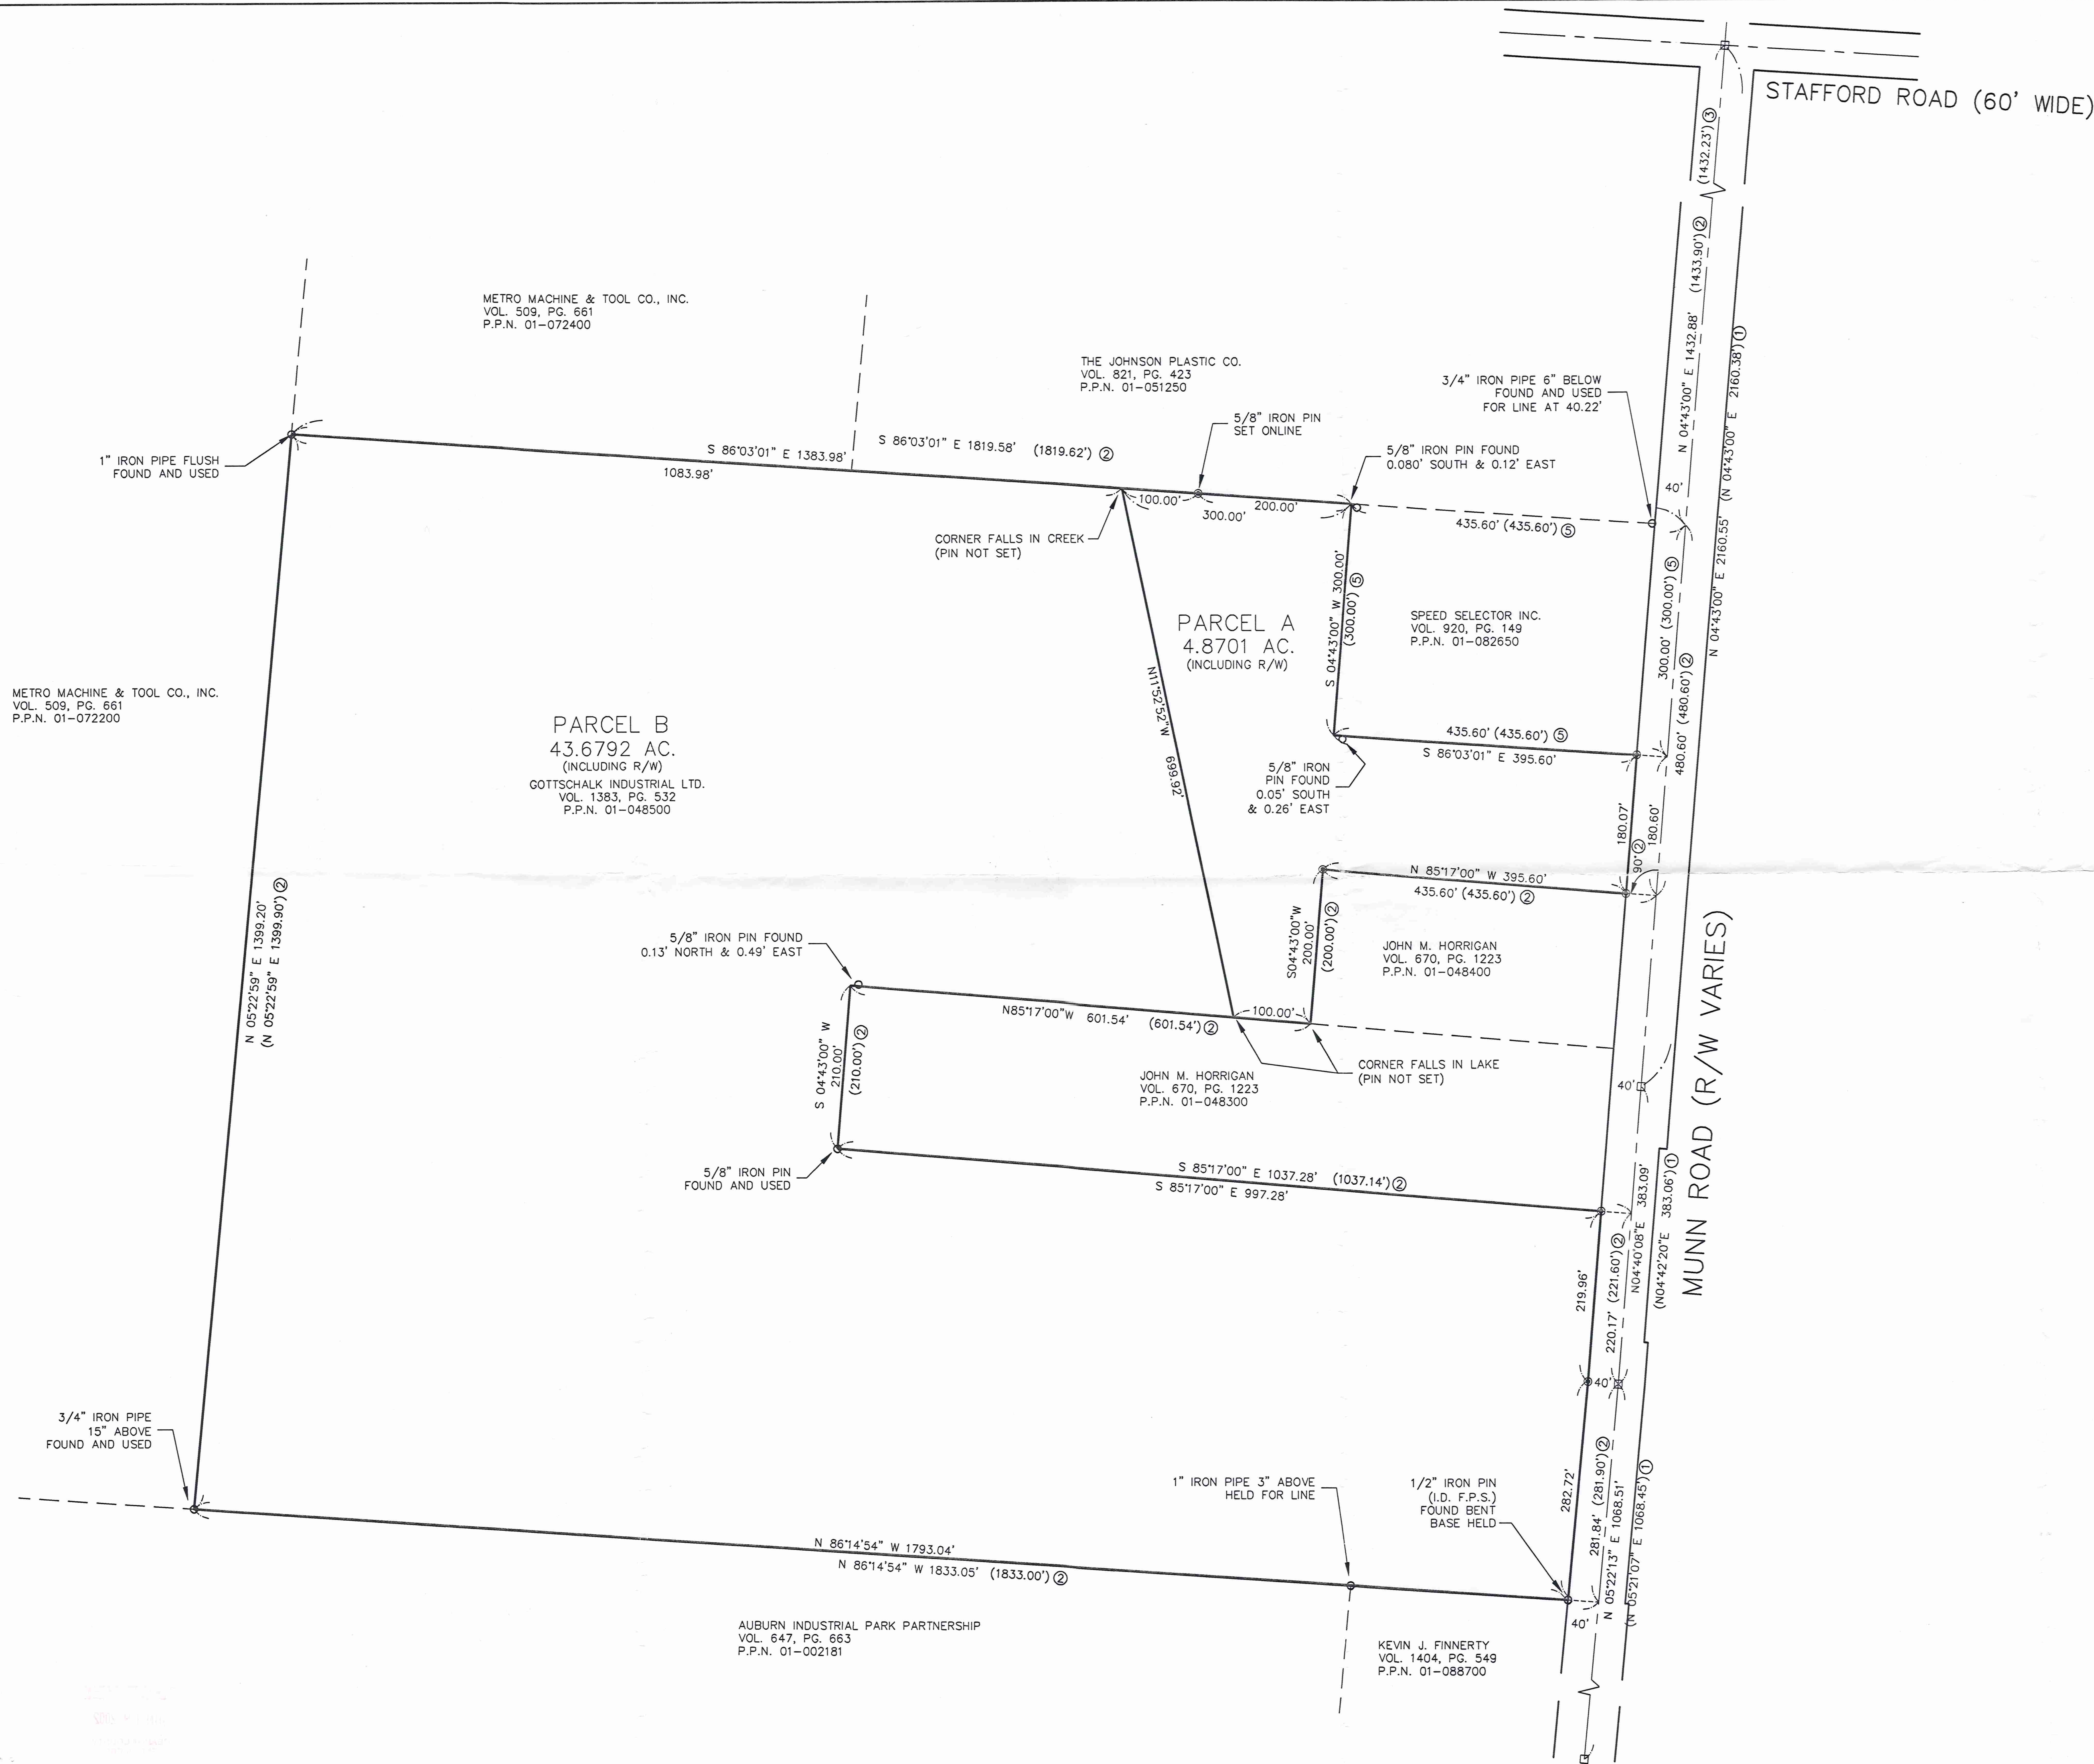 STAFFORD ROAD (60' WIDE)
(1432.23') ③
N 04°43'00" E 1432.88' (1433.90') ②
N 04°43'00" E 2160.55' (N 04°43'00" E 2160.38') ①
METRO MACHINE & TOOL CO., INC.
VOL. 509, PG. 661
P.P.N. 01-072400
THE JOHNSON PLASTIC CO.
VOL. 821, PG. 423
P.P.N. 01-051250
3/4" IRON PIPE 6" BELOW
FOUND AND USED
FOR LINE AT 40.22'
5/8" IRON PIN
SET ONLINE
5/8" IRON PIN FOUND
0.080' SOUTH & 0.12' EAST
1" IRON PIPE FLUSH
FOUND AND USED
S 86°03'01" E 1383.98'
1083.98'
S 86°03'01" E 1819.58' (1819.62') ②
100.00'
200.00'
300.00'
435.60' (435.60') ⑤
40'
CORNER FALLS IN CREEK
(PIN NOT SET)
PARCEL A
4.8701 AC.
(INCLUDING R/W)
S 04°43'00" W 300.00'
(300.00') ⑤
SPEED SELECTOR INC.
VOL. 920, PG. 149
P.P.N. 01-082650
300.00' (300.00') ⑤
480.60' (480.60') ②
METRO MACHINE & TOOL CO., INC.
VOL. 509, PG. 661
P.P.N. 01-072200
PARCEL B
43.6792 AC.
(INCLUDING R/W)
GOTTSCHALK INDUSTRIAL LTD.
VOL. 1383, PG. 532
P.P.N. 01-048500
N11°52'52"W 699.92'
435.60' (435.60') ⑤
S 86°03'01" E 395.60'
5/8" IRON
PIN FOUND
0.05' SOUTH
& 0.26' EAST
180.07'
180.60'
90° ②
N 85°17'00" W 395.60'
435.60' (435.60') ②
S04°43'00"W
200.00'
(200.00') ②
JOHN M. HORRIGAN
VOL. 670, PG. 1223
P.P.N. 01-048400
N 05°22'59" E 1399.20'
(N 05°22'59" E 1399.90') ②
5/8" IRON PIN FOUND
0.13' NORTH & 0.49' EAST
N85°17'00"W 601.54' (601.54') ②
100.00'
CORNER FALLS IN LAKE
(PIN NOT SET)
S 04°43'00" W
210.00'
(210.00') ②
JOHN M. HORRIGAN
VOL. 670, PG. 1223
P.P.N. 01-048300
40'
MUNN ROAD (R/W VARIES)
5/8" IRON PIN
FOUND AND USED
S 85°17'00" E 1037.28' (1037.14') ②
S 85°17'00" E 997.28'
N04°40'08"E 383.09'
(N04°42'20"E 383.06') ①
219.96'
220.17' (221.60') ②
40'
3/4" IRON PIPE
15" ABOVE
FOUND AND USED
1" IRON PIPE 3" ABOVE
HELD FOR LINE
1/2" IRON PIN
(I.D. F.P.S.)
FOUND BENT
BASE HELD
282.72'
281.84' (281.90') ②
N 05°22'13" E 1068.51'
(N 05°21'07" E 1068.45') ①
N 86°14'54" W 1793.04'
N 86°14'54" W 1833.05' (1833.00') ②
40'
AUBURN INDUSTRIAL PARK PARTNERSHIP
VOL. 647, PG. 663
P.P.N. 01-002181
KEVIN J. FINNERTY
VOL. 1404, PG. 549
P.P.N. 01-088700